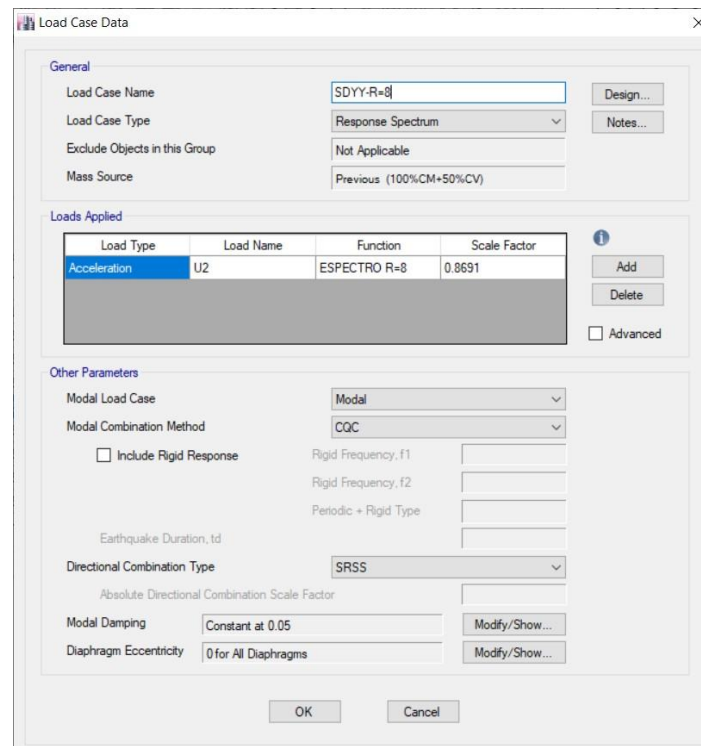 Load Case Data
General
Load Case Name SDYY-R=8 Design...
Load Case Type Response Spectrum Notes...
Exclude Objects in this Group Not Applicable
Mass Source Previous (100%CM+50%CV)
Loads Applied
Load Type Load Name Function Scale Factor
Acceleration U2 ESPECTRO R=8 0.8691 Add
Delete
Advanced
Other Parameters
Modal Load Case Modal
Modal Combination Method CQC
Include Rigid Response Rigid Frequency, f1
Rigid Frequency, f2
Periodic + Rigid Type
Earthquake Duration, td
Directional Combination Type SRSS
Absolute Directional Combination Scale Factor
Modal Damping Constant at 0.05 Modify/Show...
Diaphragm Eccentricity 0 for All Diaphragms Modify/Show...
OK Cancel